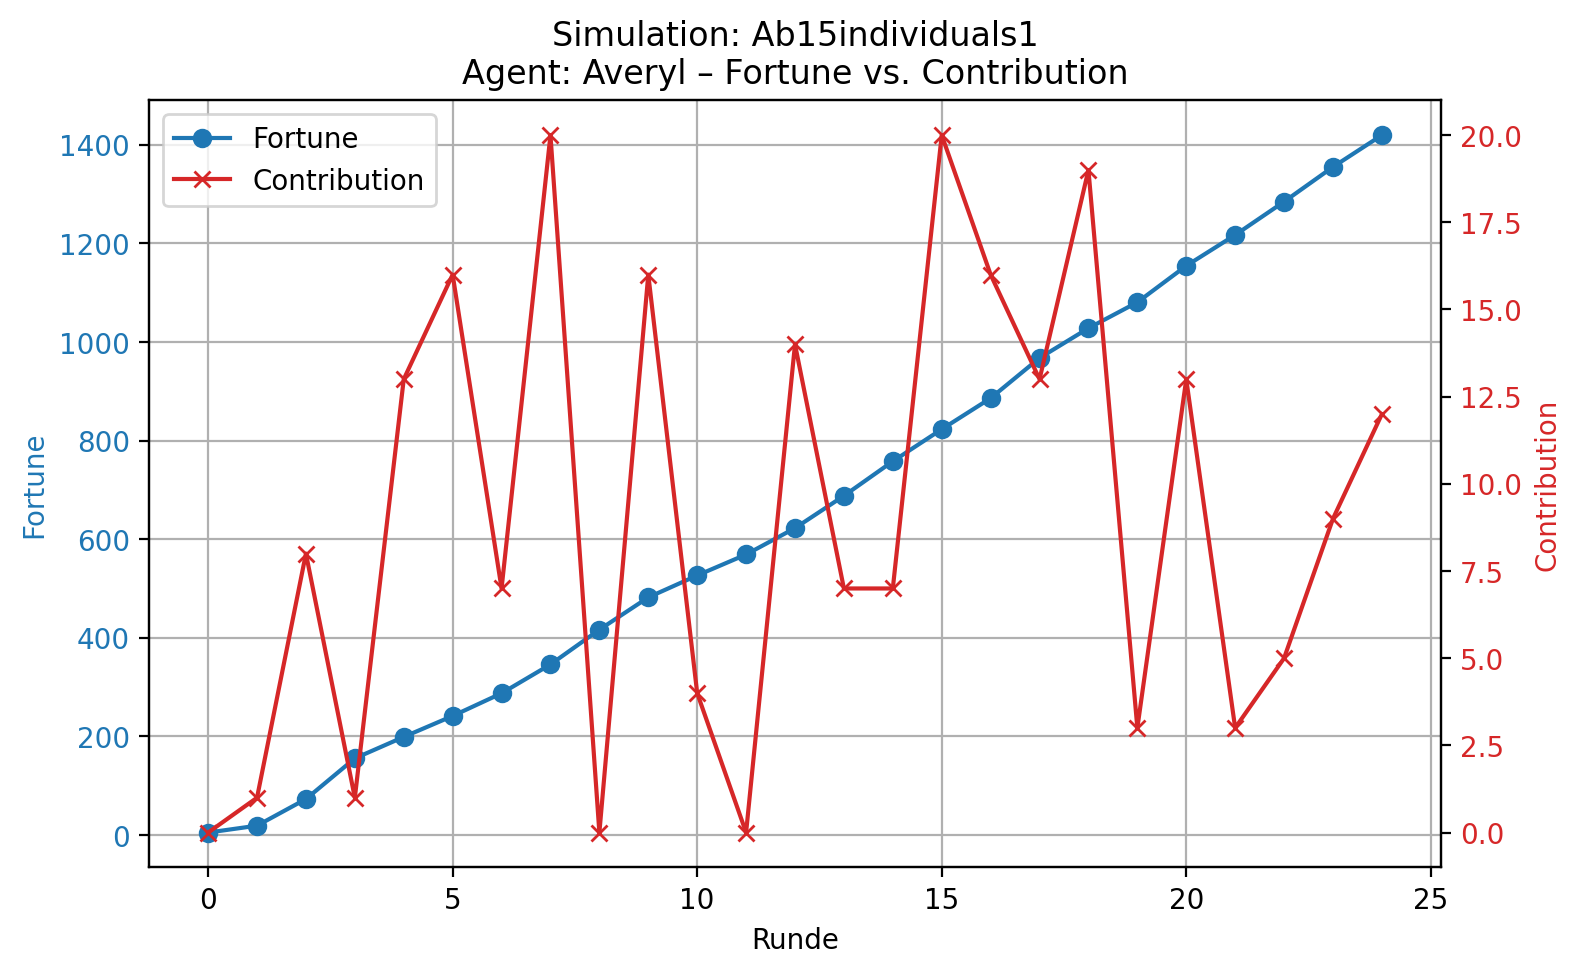 Simulation: Ab15individuals1
Agent: Averyl – Fortune vs. Contribution
Fortune
Contribution
1400
1200
1000
800
600
400
200
0
Fortune
20.0
17.5
15.0
12.5
10.0
7.5
5.0
2.5
0.0
Contribution
0 5 10 15 20 25
Runde